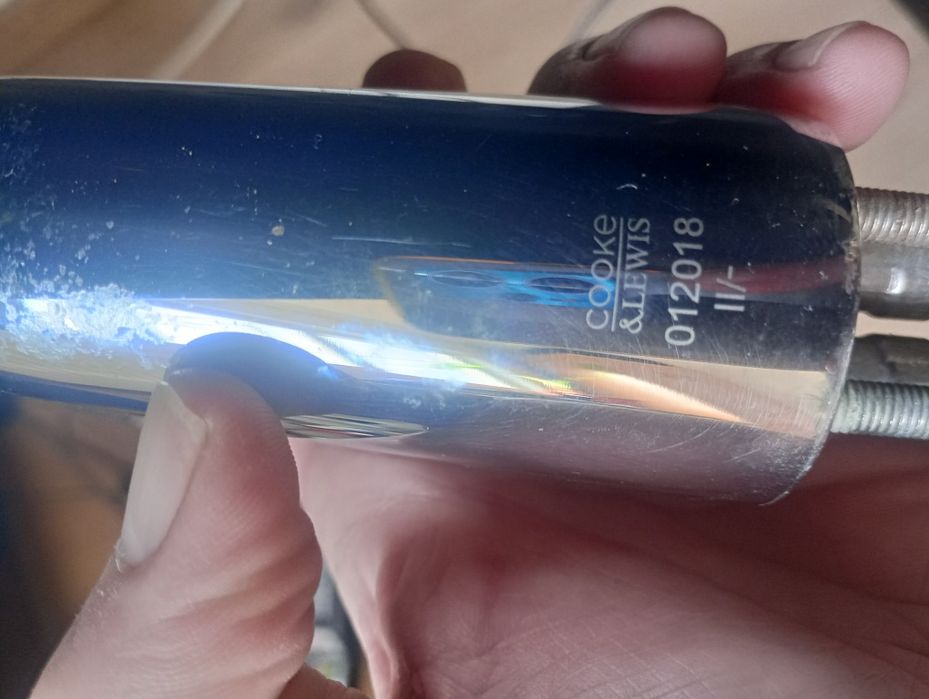 COOKE
&LEWIS
012018
II/-